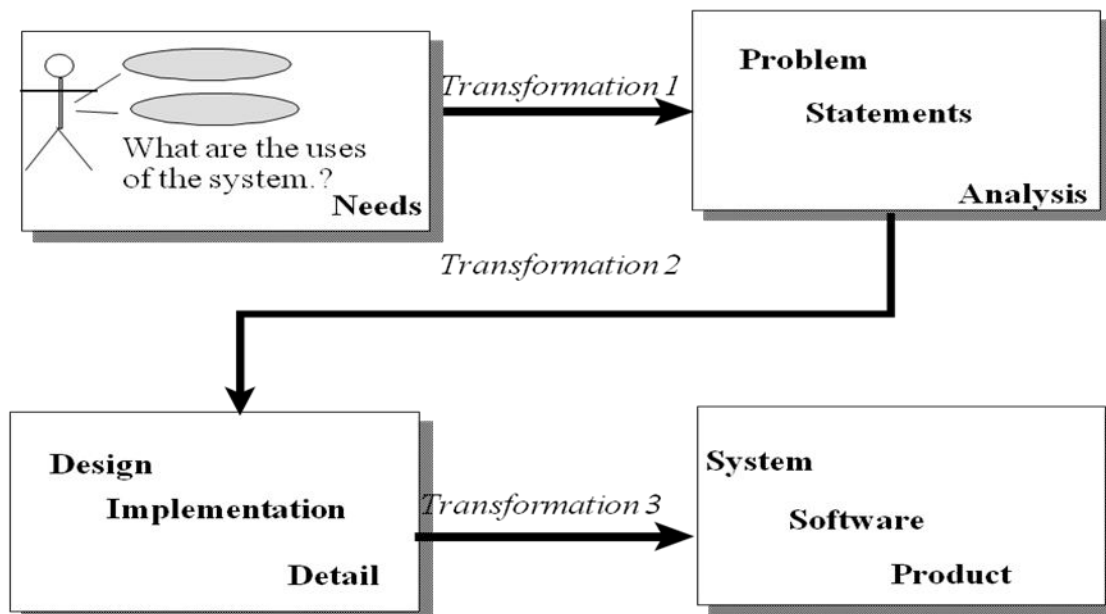 What are the uses
of the system.?
Needs
Transformation 1
Problem
Statements
Analysis
Transformation 2
Design
Implementation
Detail
Transformation 3
System
Software
Product